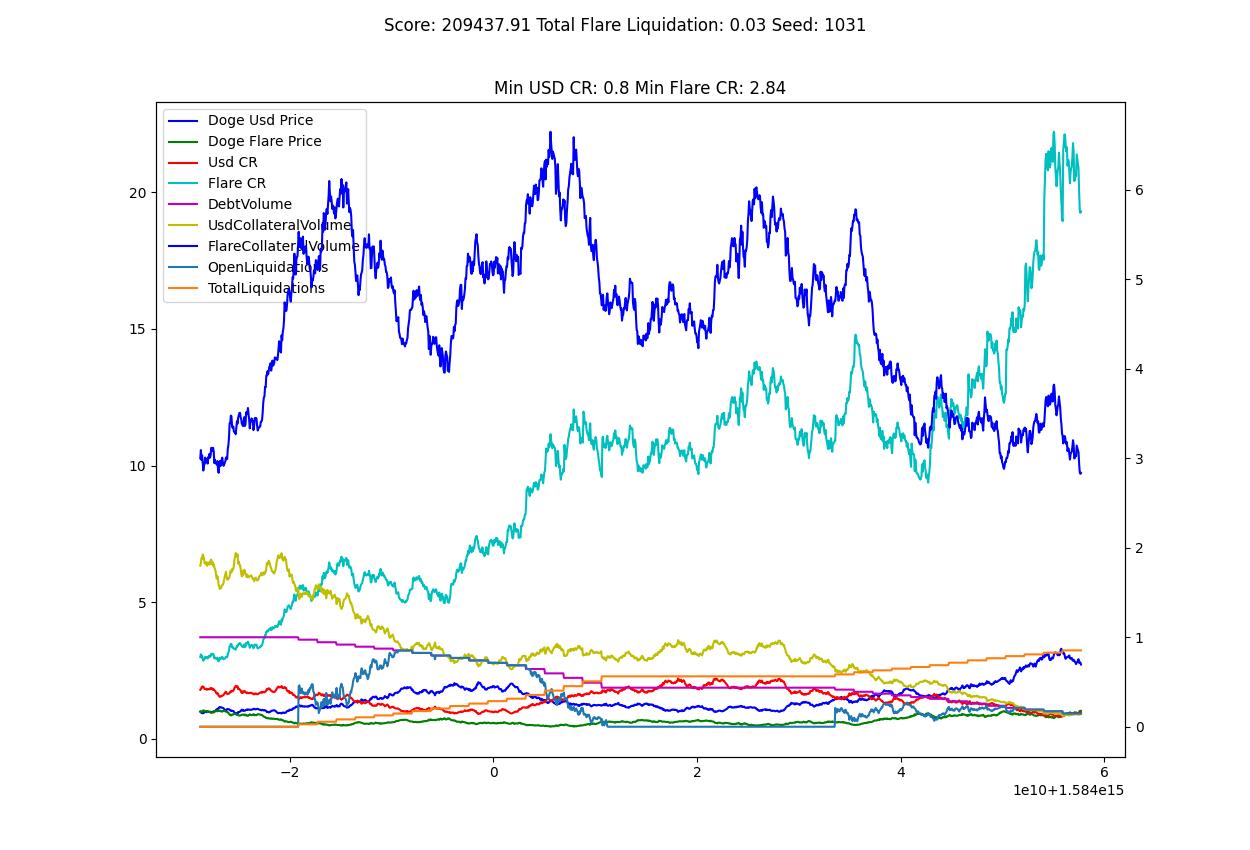 Score: 209437.91 Total Flare Liquidation: 0.03 Seed: 1031
Min USD CR: 0.8 Min Flare CR: 2.84
Doge Usd Price
Doge Flare Price
Usd CR
Flare CR
DebtVolume
UsdCollateralVolume
FlareCollateralVolume
OpenLiquidations
TotalLiquidations
20
15
10
5
0
6
5
4
3
2
1
0
−2
0
2
4
6
1e10+1.584e15